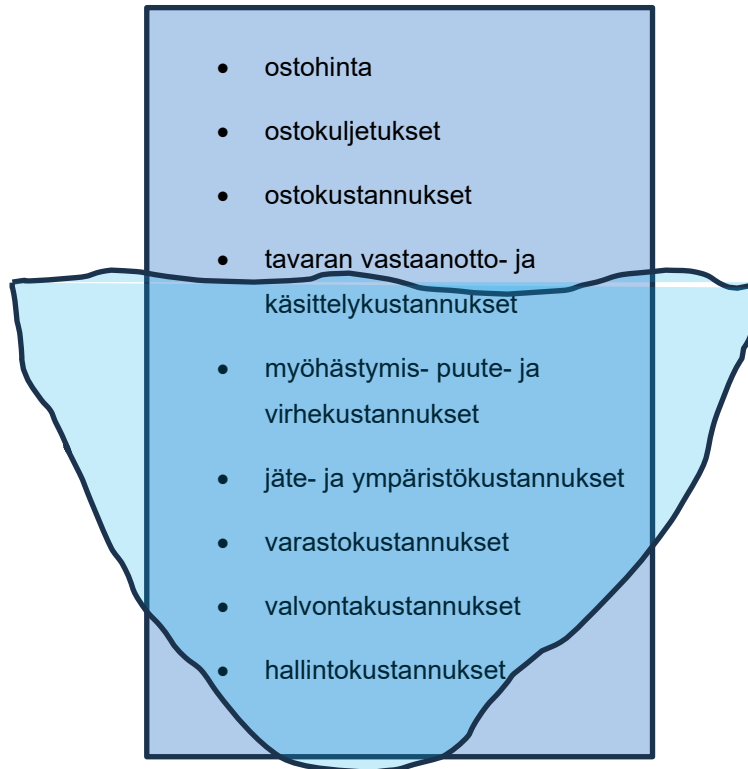 • ostohinta
• ostokuljetukset
• ostokustannukset
• tavaran vastaanotto- ja
käsittelykustannukset
• myöhästymis- puute- ja
virhekustannukset
• jäte- ja ympäristökustannukset
• varastokustannukset
• valvontakustannukset
• hallintokustannukset